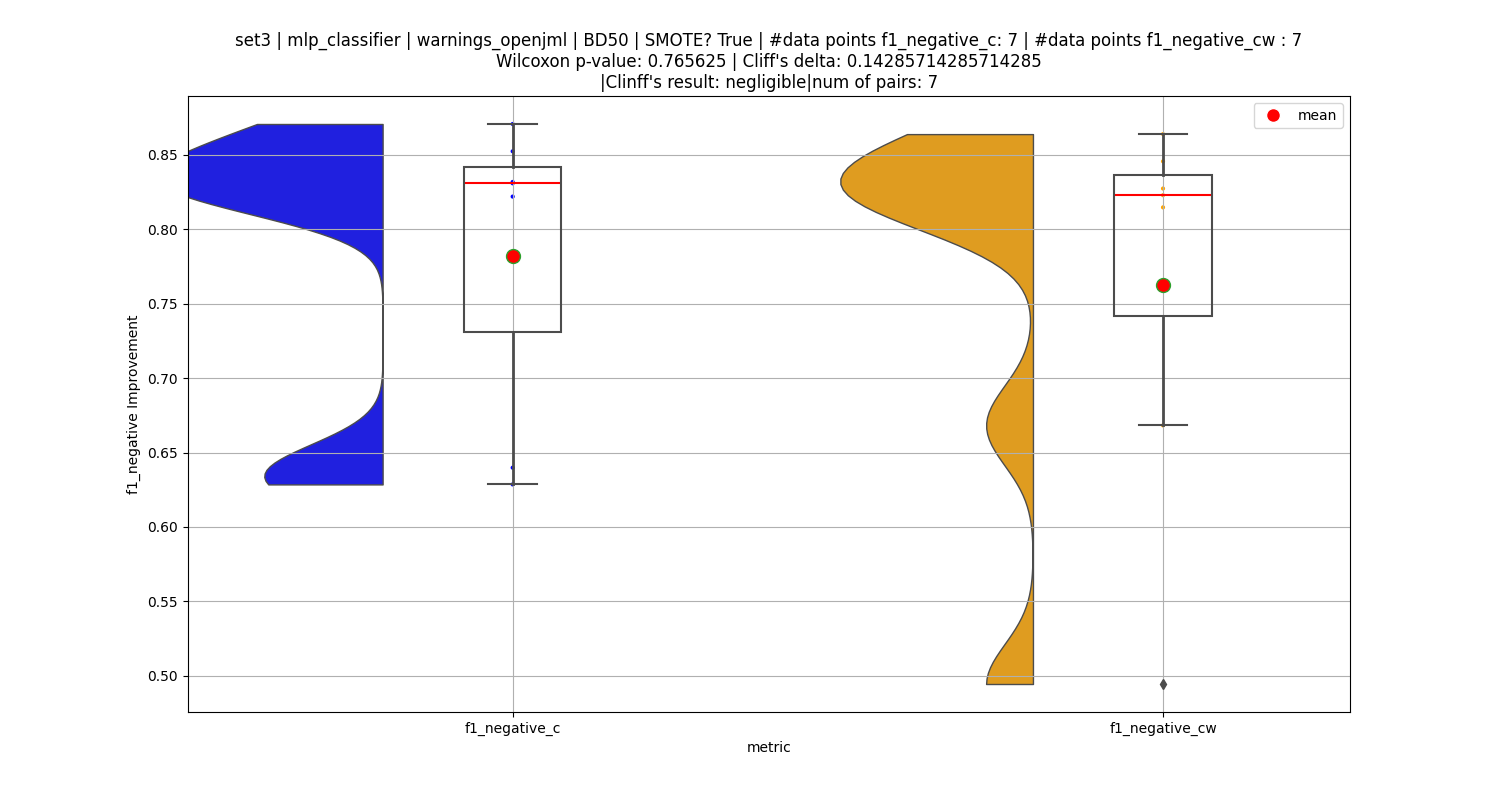 set3 | mlp_classifier | warnings_openjml | BD50 | SMOTE? True | #data points f1_negative_c: 7 | #data points f1_negative_cw : 7
Wilcoxon p-value: 0.765625 | Cliff's delta: 0.14285714285714285
|Clinff's result: negligible|num of pairs: 7
mean
0.85
0.80
0.75
0.70
0.65
0.60
0.55
0.50
f1_negative Improvement
f1_negative_c
f1_negative_cw
metric